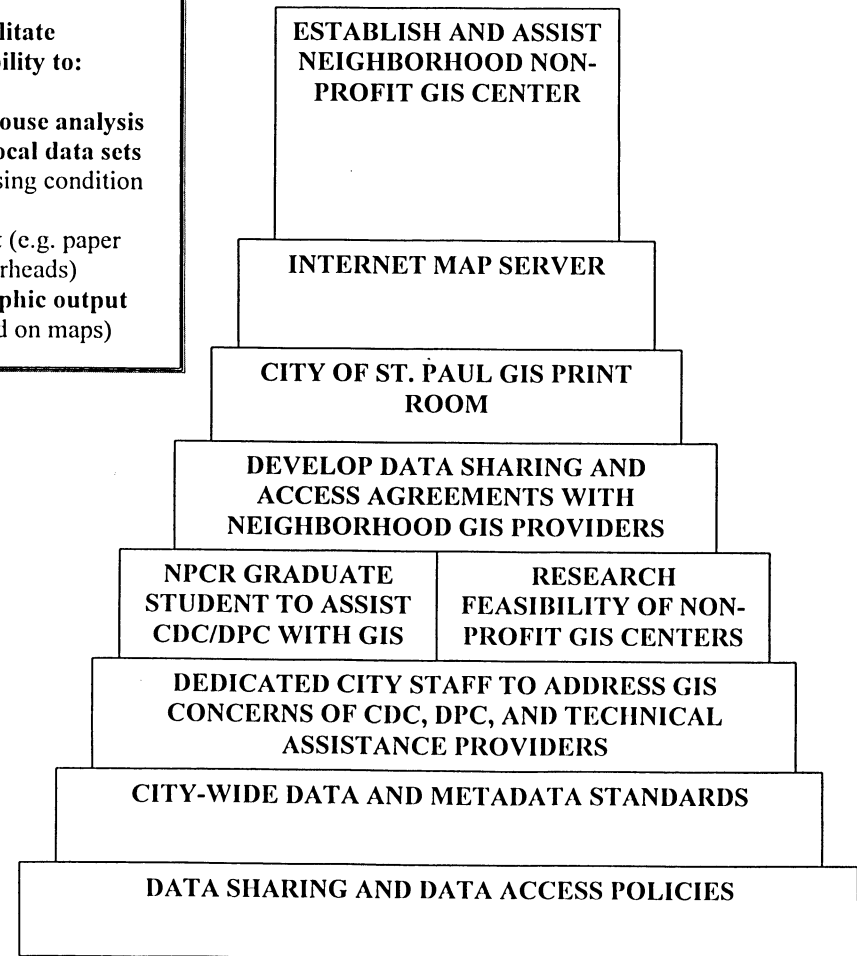 litate
ility to:
ouse analysis
ocal data sets
sing condition
t (e.g. paper
rheads)
phic output
d on maps)
ESTABLISH AND ASSIST
NEIGHBORHOOD NON-
PROFIT GIS CENTER
INTERNET MAP SERVER
CITY OF ST. PAUL GIS PRINT
ROOM
DEVELOP DATA SHARING AND
ACCESS AGREEMENTS WITH
NEIGHBORHOOD GIS PROVIDERS
NPCR GRADUATE
STUDENT TO ASSIST
CDC/DPC WITH GIS
RESEARCH
FEASIBILITY OF NON-
PROFIT GIS CENTERS
DEDICATED CITY STAFF TO ADDRESS GIS
CONCERNS OF CDC, DPC, AND TECHNICAL
ASSISTANCE PROVIDERS
CITY-WIDE DATA AND METADATA STANDARDS
DATA SHARING AND DATA ACCESS POLICIES